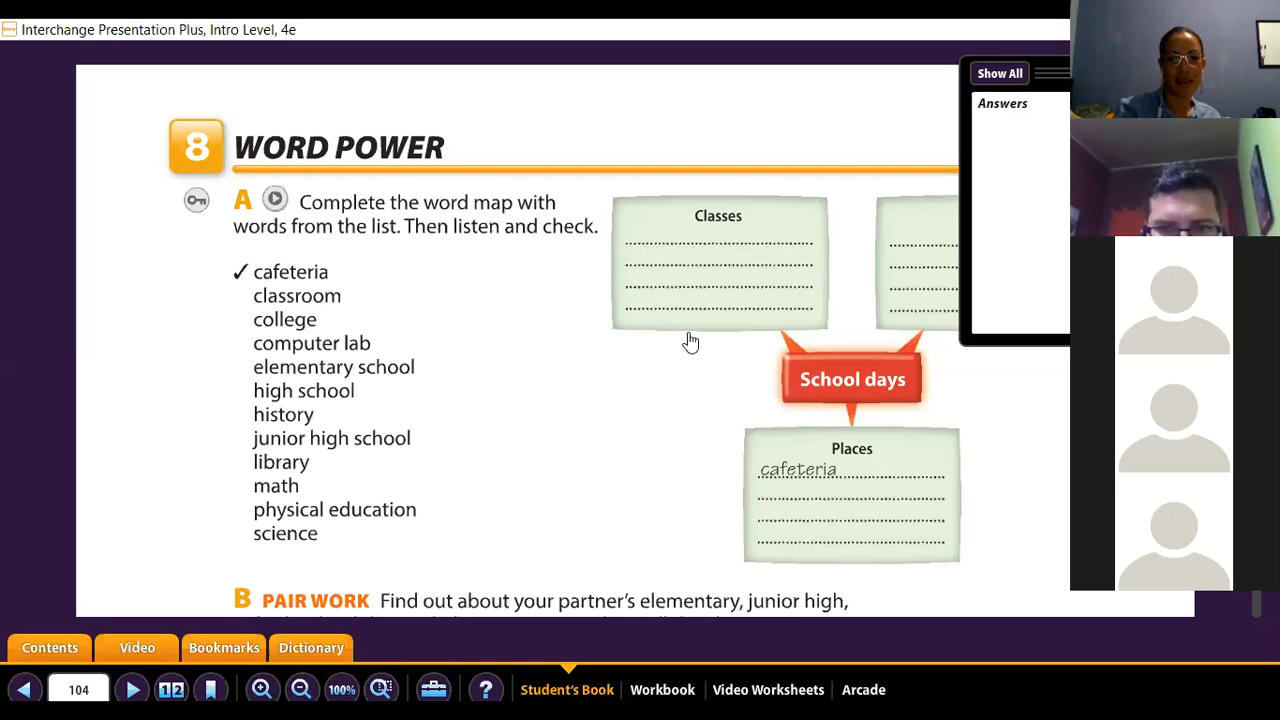 Interchange Presentation Plus, Intro Level, 4e
Show All
Answers
8 WORD POWER
A Complete the word map with
words from the list. Then listen and check.
✓ cafeteria
classroom
college
computer lab
elementary school
high school
history
junior high school
library
math
physical education
science
Classes
School days
Places
cafeteria
B PAIR WORK Find out about your partner's elementary, junior high,
Contents
Video
Bookmarks
Dictionary
104
1 2
100%
?
Student's Book
Workbook
Video Worksheets
Arcade